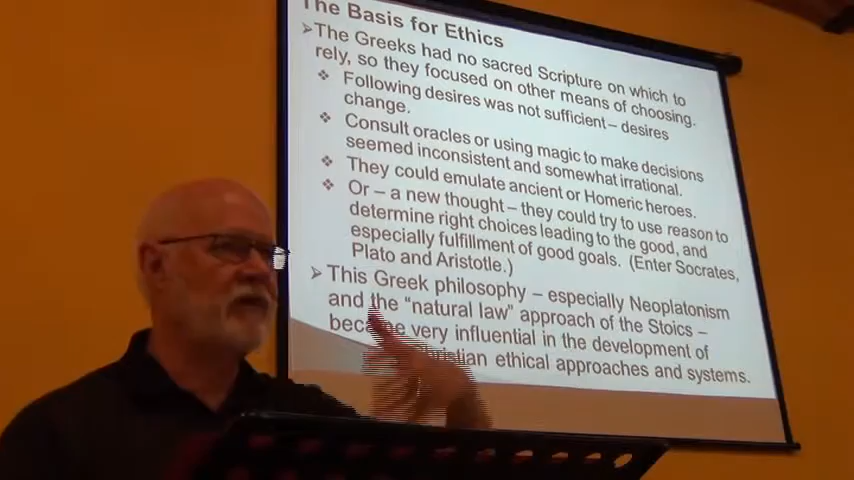 The Basis for Ethics
➢The Greeks had no sacred Scripture on which to
rely, so they focused on other means of choosing.
❖ Following desires was not sufficient – desires
change.
❖ Consult oracles or using magic to make decisions
seemed inconsistent and somewhat irrational.
❖ They could emulate ancient or Homeric heroes.
❖ Or – a new thought – they could try to use reason to
determine right choices leading to the good, and
especially fulfillment of good goals. (Enter Socrates,
Plato and Aristotle.)
➢ This Greek philosophy – especially Neoplatonism
and the "natural law" approach of the Stoics –
became very influential in the development of
Christian ethical approaches and systems.